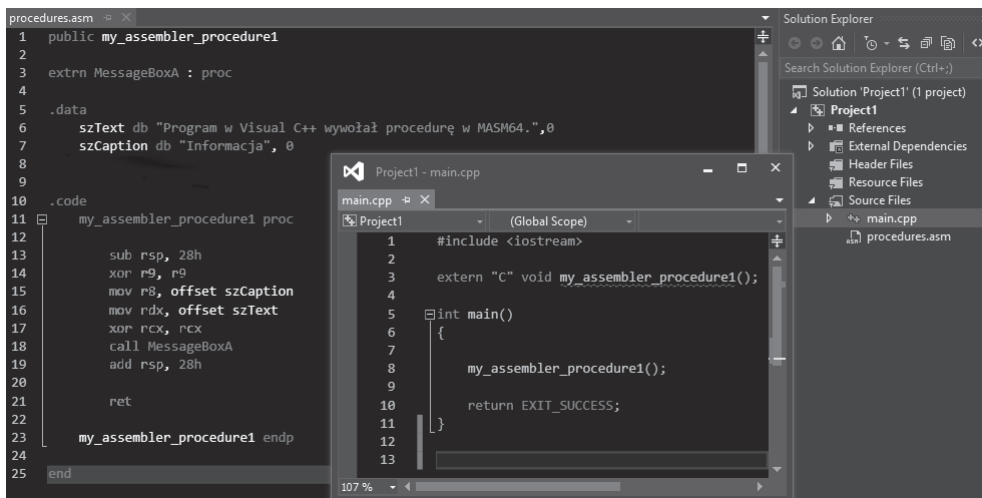 procedures.asm
1 public my_assembler_procedure1
2
3 extrn MessageBoxA : proc
4
5 .data
6 szText db "Program w Visual C++ wywołał procedurę w MASM64.",0
7 szCaption db "Informacja", 0
8
9
10 .code
11 my_assembler_procedure1 proc
12
13 sub rsp, 28h
14 xor r9, r9
15 mov r8, offset szCaption
16 mov rdx, offset szText
17 xor rcx, rcx
18 call MessageBoxA
19 add rsp, 28h
20
21 ret
22
23 my_assembler_procedure1 endp
24
25 end
Project1 - main.cpp
main.cpp
Project1 (Global Scope)
1 #include <iostream>
2
3 extern "C" void my_assembler_procedure1();
4
5 int main()
6 {
7
8 my_assembler_procedure1();
9
10 return EXIT_SUCCESS;
11 }
12
13
107 %
Solution Explorer
Search Solution Explorer (Ctrl+;)
Solution 'Project1' (1 project)
Project1
References
External Dependencies
Header Files
Resource Files
Source Files
main.cpp
procedures.asm